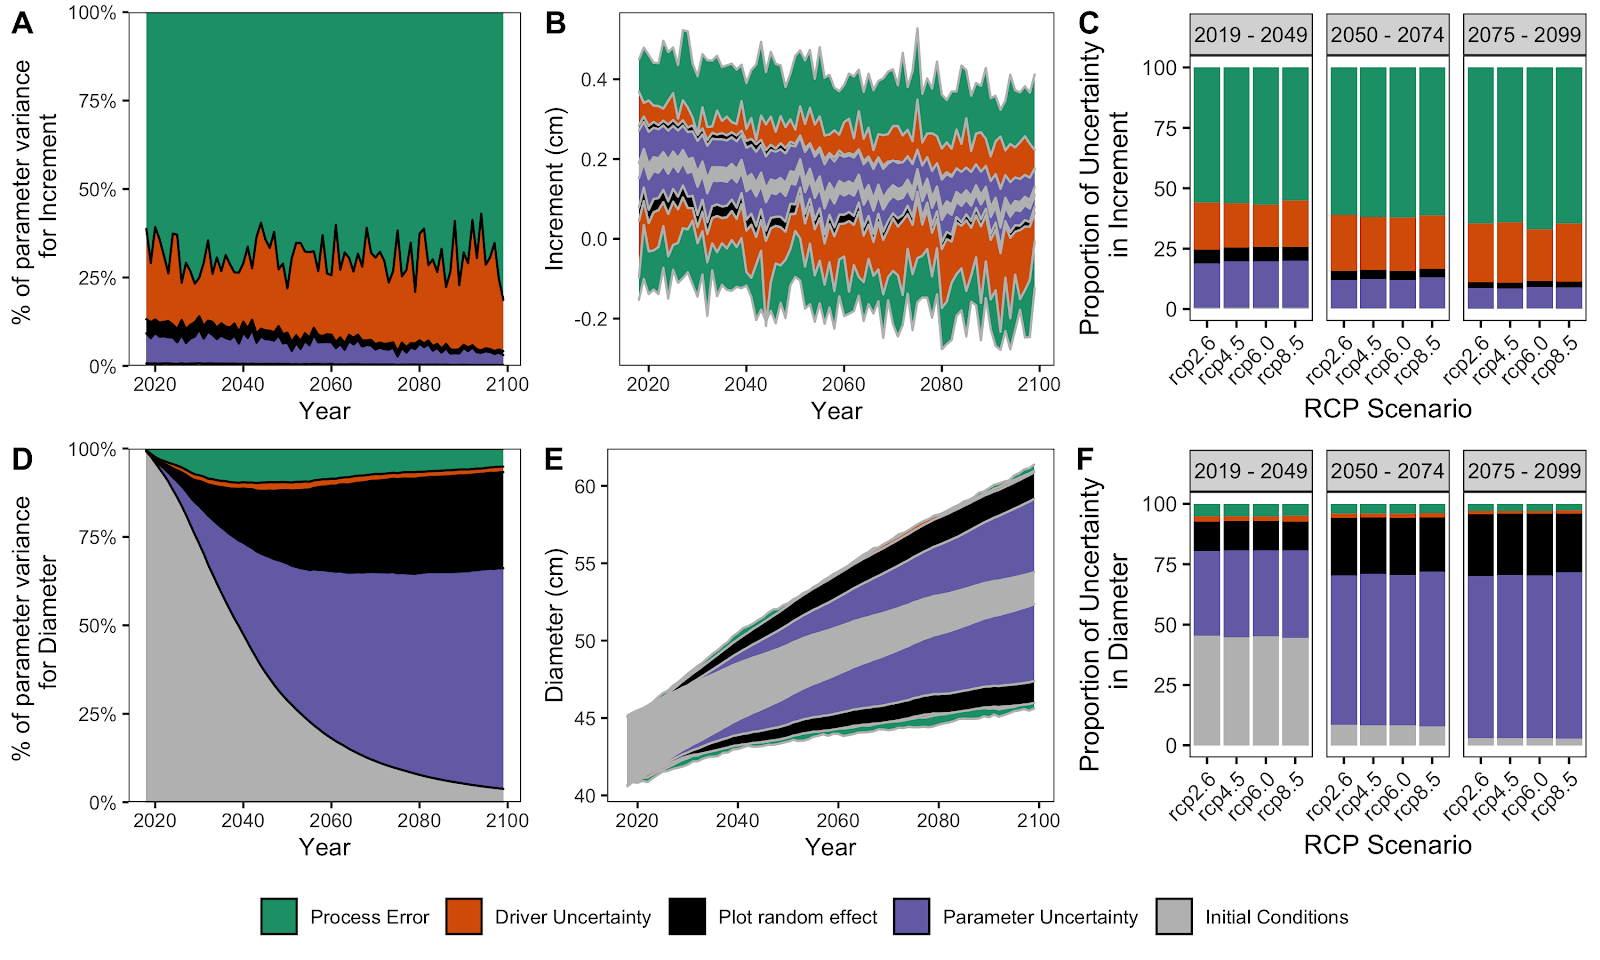 A
% of parameter variance
for Increment
100%
75%
50%
25%
0%
2020 2040 2060 2080 2100
Year
B
Increment (cm)
0.4
0.2
0.0
-0.2
2020 2040 2060 2080 2100
Year
C
Proportion of Uncertainty
in Increment
2019 - 2049 2050 - 2074 2075 - 2099
100
75
50
25
0
rcp2.6 rcp4.5 rcp6.0 rcp8.5 rcp2.6 rcp4.5 rcp6.0 rcp8.5 rcp2.6 rcp4.5 rcp6.0 rcp8.5
RCP Scenario
D
% of parameter variance
for Diameter
100%
75%
50%
25%
0%
2020 2040 2060 2080 2100
Year
E
Diameter (cm)
60
55
50
45
40
2020 2040 2060 2080 2100
Year
F
Proportion of Uncertainty
in Diameter
2019 - 2049 2050 - 2074 2075 - 2099
100
75
50
25
0
rcp2.6 rcp4.5 rcp6.0 rcp8.5 rcp2.6 rcp4.5 rcp6.0 rcp8.5 rcp2.6 rcp4.5 rcp6.0 rcp8.5
RCP Scenario
Process Error Driver Uncertainty Plot random effect Parameter Uncertainty Initial Conditions